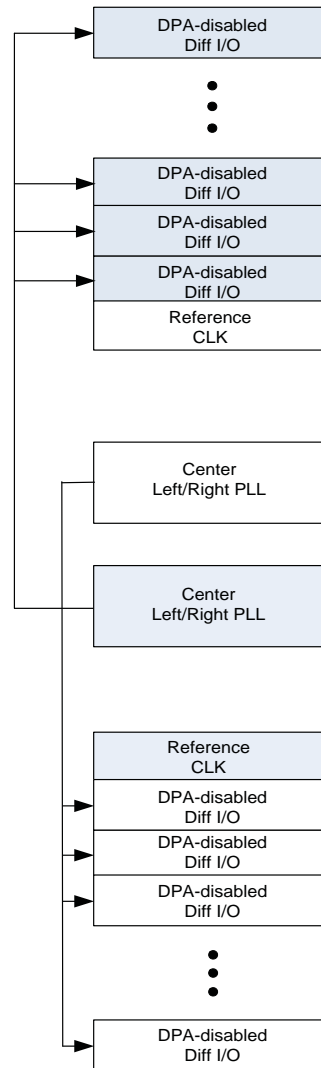 DPA-disabled
Diff I/O
DPA-disabled
Diff I/O
DPA-disabled
Diff I/O
DPA-disabled
Diff I/O
Reference
CLK
Center
Left/Right PLL
Center
Left/Right PLL
Reference
CLK
DPA-disabled
Diff I/O
DPA-disabled
Diff I/O
DPA-disabled
Diff I/O
DPA-disabled
Diff I/O